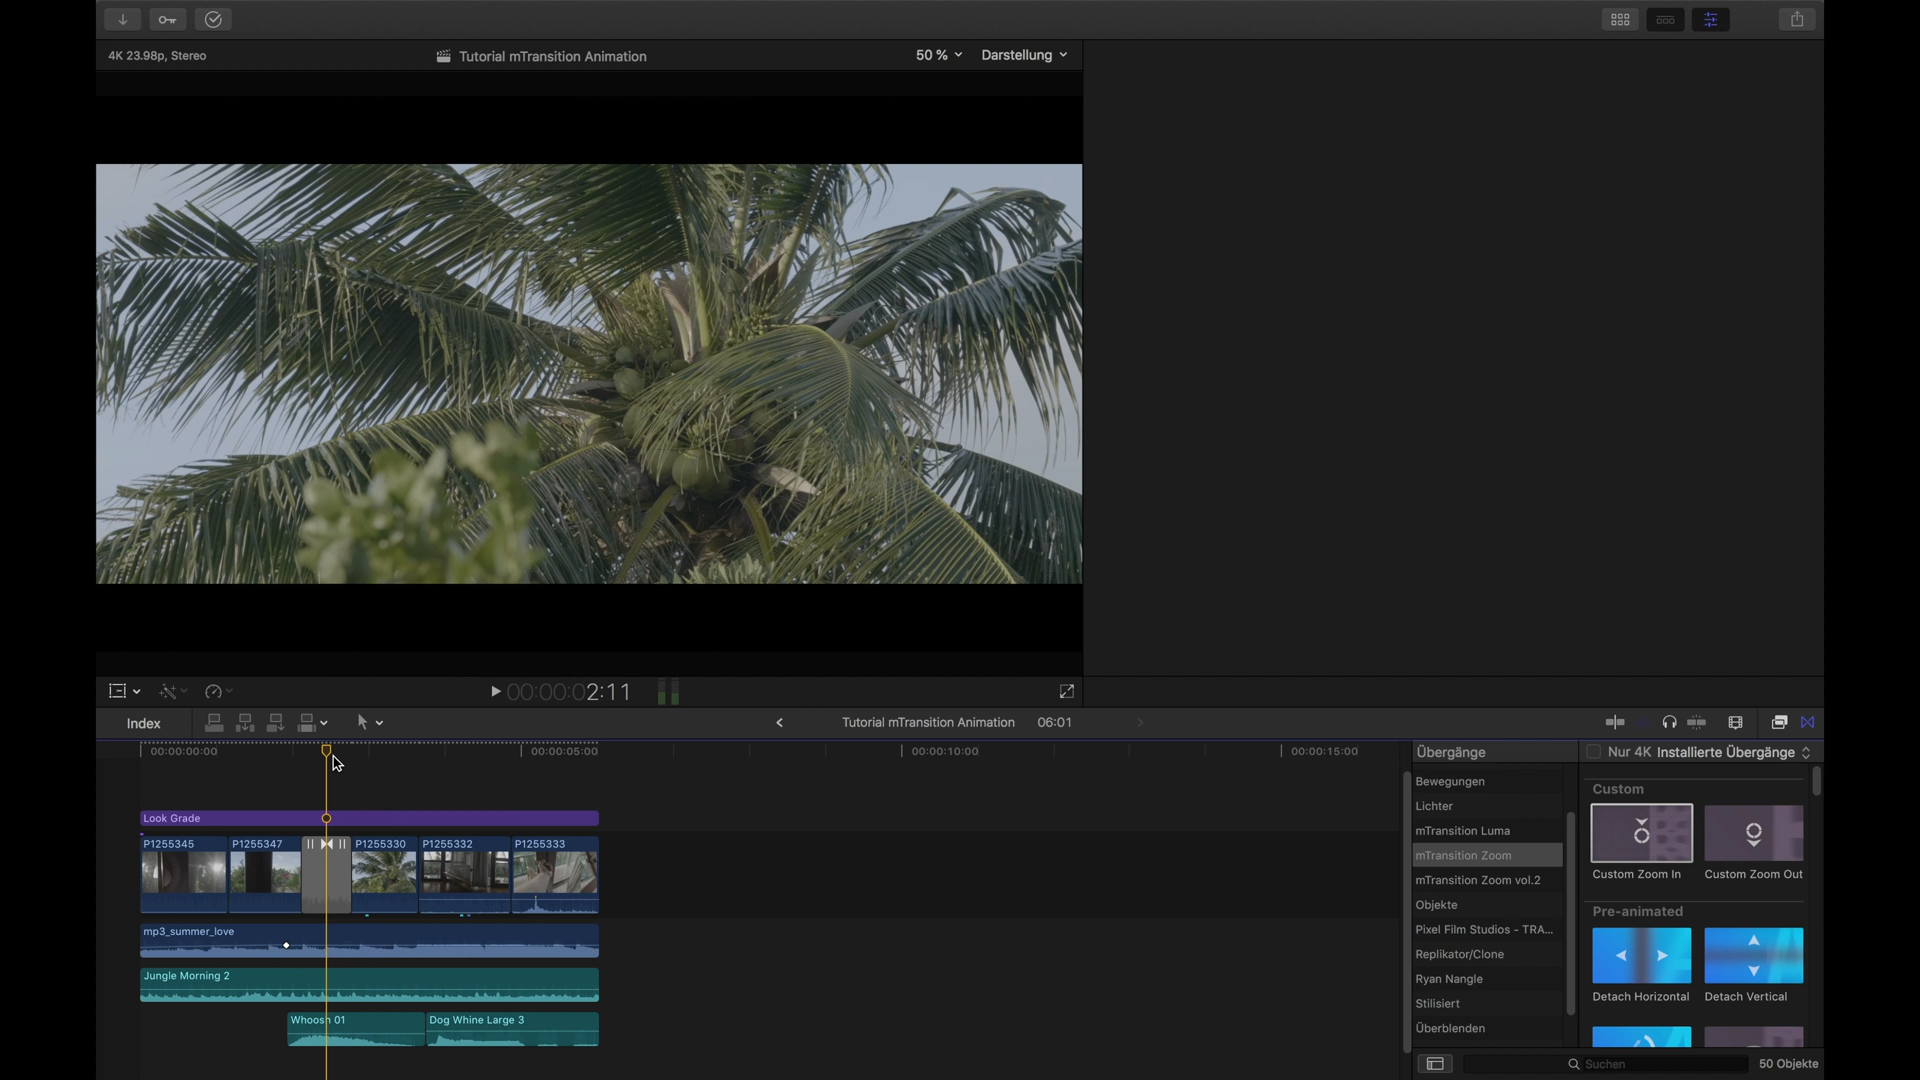 4K 23.98p, Stereo
Tutorial mTransition Animation
50 %
Darstellung
00:00:02:11
Index
Tutorial mTransition Animation
06:01
00:00:00:00
00:00:05:00
00:00:10:00
00:00:15:00
Look Grade
P1255345
P1255347
P1255330
P1255332
P1255333
mp3_summer_love
Jungle Morning 2
Whoosh 01
Dog Whine Large 3
Übergänge
Bewegungen
Lichter
mTransition Luma
mTransition Zoom
mTransition Zoom vol.2
Objekte
Pixel Film Studios - TRA...
Replikator/Clone
Ryan Nangle
Stilisiert
Überblenden
Nur 4K
Installierte Übergänge
Custom
Custom Zoom In
Custom Zoom Out
Pre-animated
Detach Horizontal
Detach Vertical
Suchen
50 Objekte